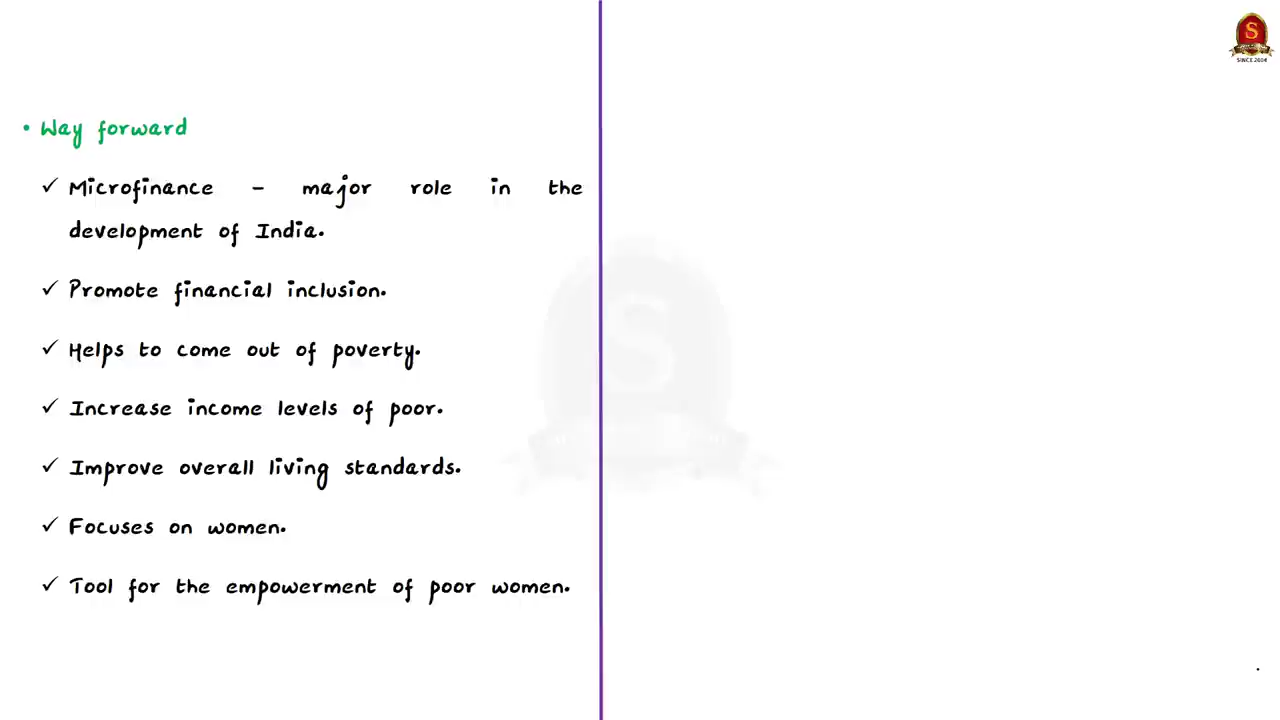 • Way forward
✓ Microfinance - major role in the
development of India.
✓ Promote financial inclusion.
✓ Helps to come out of poverty.
✓ Increase income levels of poor.
✓ Improve overall living standards.
✓ Focuses on women.
✓ Tool for the empowerment of poor women.
S
SINCE 2004
S